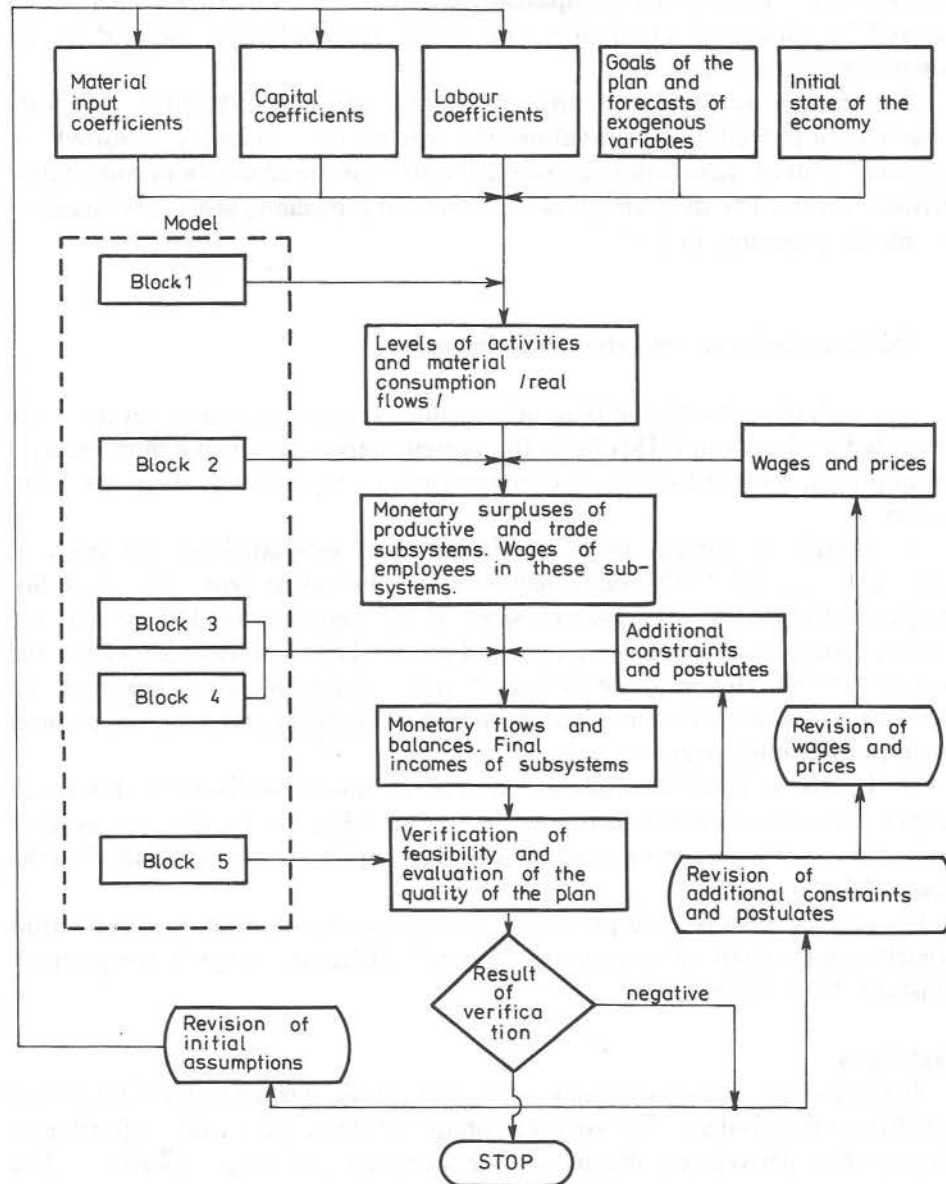 Material
input
coefficients
Capital
coefficients
Labour
coefficients
Goals of the
plan and
forecasts of
exogenous
variables
Initial
state of the
economy
Model
Block 1
Levels of activities
and material
consumption /real
flows/
Block 2
Wages and prices
Monetary surpluses of
productive and trade
subsystems. Wages of
employees in these sub-
systems.
Block 3
Additional
constraints
and postulates
Block 4
Monetary flows and
balances. Final
incomes of subsystems
Revision of
wages and
prices
Block 5
Verification of
feasibility and
evaluation of the
quality of the plan
Revision of
additional constraints
and postulates
Result
of
verifica
tion
negative
Revision of
initial
assumptions
STOP